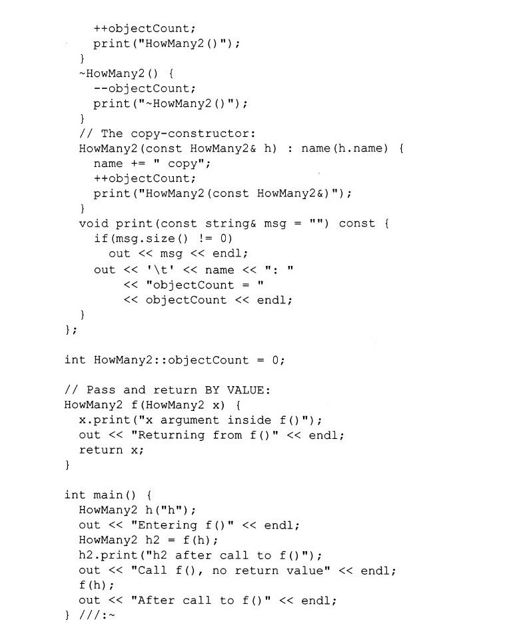 ++objectCount;
print("HowMany2()");
}
~HowMany2() {
--objectCount;
print("~HowMany2()");
}
// The copy-constructor:
HowMany2(const HowMany2& h) : name(h.name) {
name += " copy";
++objectCount;
print("HowMany2(const HowMany2&)");
}
void print(const string& msg = "") const {
if(msg.size() != 0)
out << msg << endl;
out << '\t' << name << ": "
<< "objectCount = "
<< objectCount << endl;
}
};
int HowMany2::objectCount = 0;
// Pass and return BY VALUE:
HowMany2 f(HowMany2 x) {
x.print("x argument inside f()");
out << "Returning from f()" << endl;
return x;
}
int main() {
HowMany2 h("h");
out << "Entering f()" << endl;
HowMany2 h2 = f(h);
h2.print("h2 after call to f()");
out << "Call f(), no return value" << endl;
f(h);
out << "After call to f()" << endl;
} ///:~